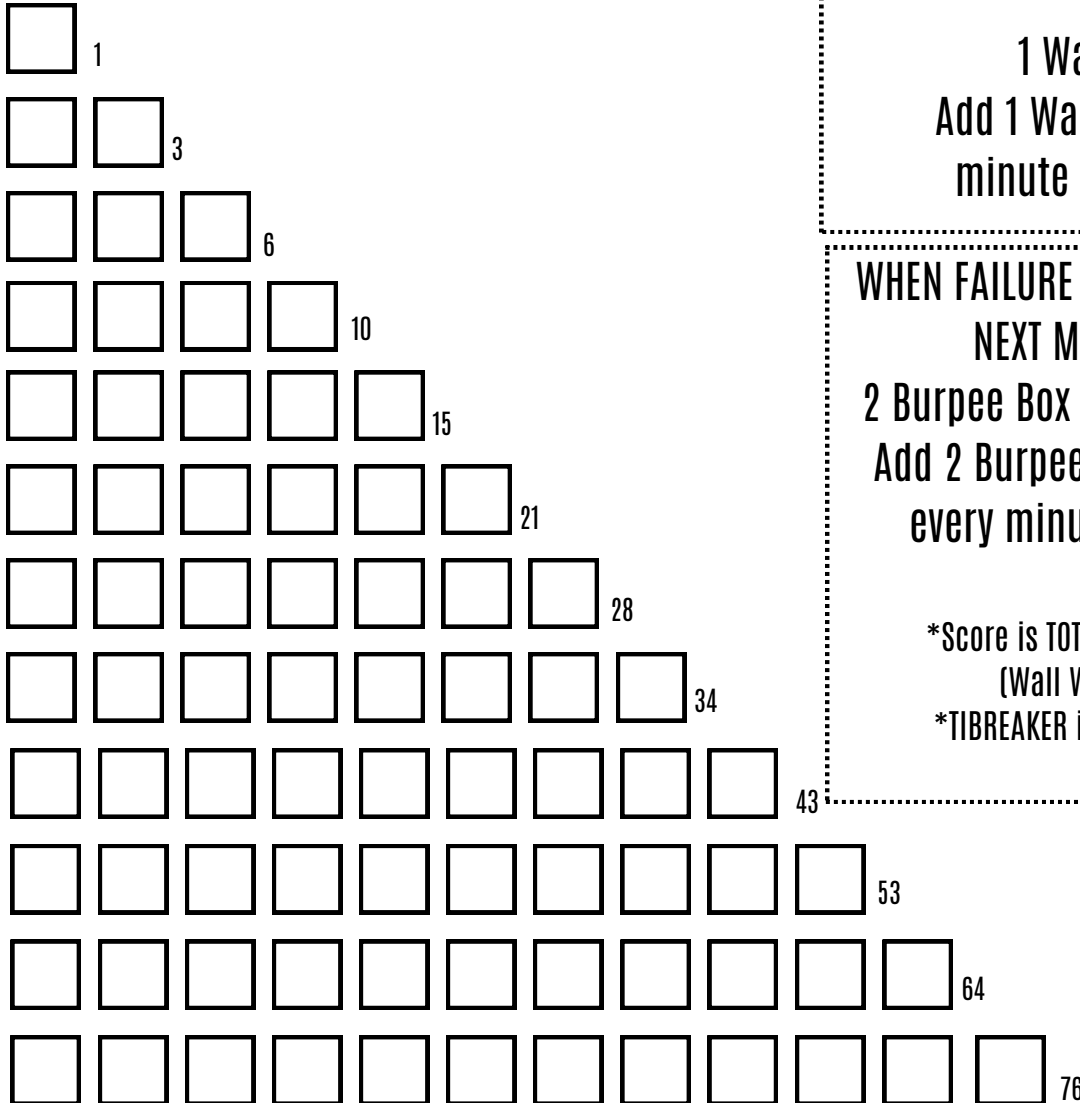 1
3
6
10
15
21
28
34
43
53
64
76
1 Wa
Add 1 Wa
minute
WHEN FAILURE
NEXT M
2 Burpee Box
Add 2 Burpee
every minu
*Score is TOT
(Wall W
*TIBREAKER i